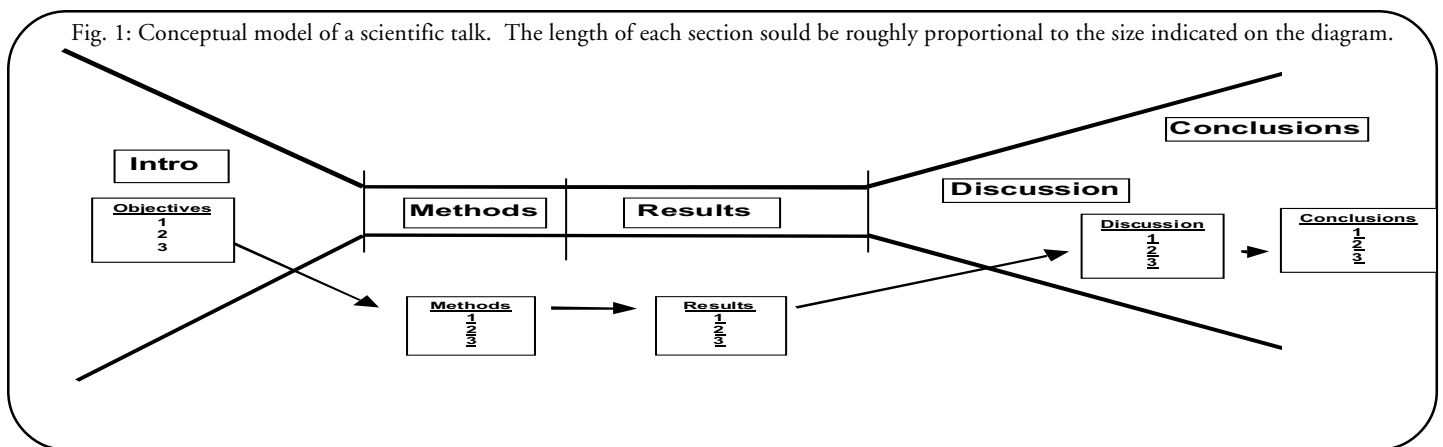 Fig. 1: Conceptual model of a scientific talk. The length of each section sould be roughly proportional to the size indicated on the diagram.
Conclusions
Intro
Discussion
Methods
Results
Objectives
1
2
3
Discussion
1
2
3
Conclusions
1
2
3
Methods
1
2
3
Results
1
2
3